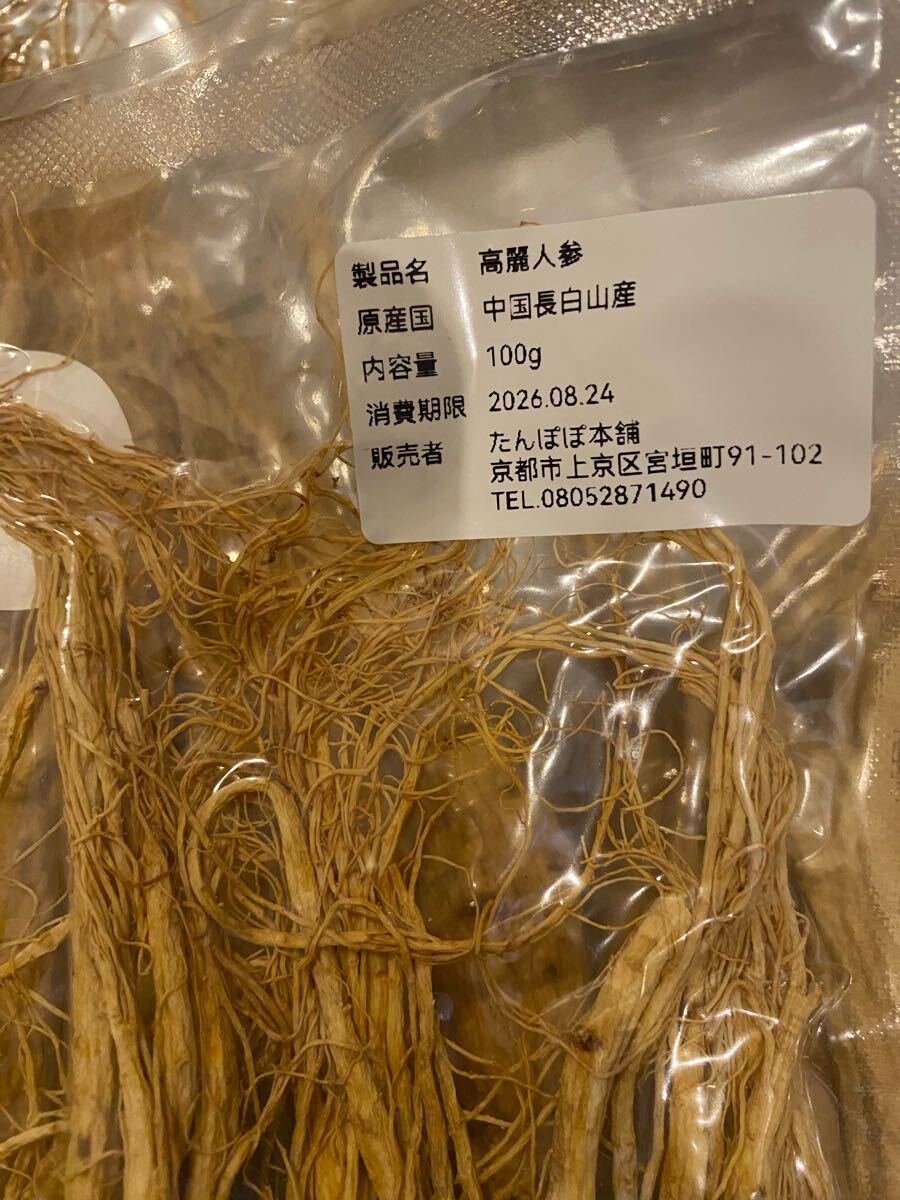 製品名 高麗人参
原産国 中国長白山産
内容量 100g
消費期限 2026.08.24
販売者 たんぽぽ本舗
京都市上京区宮垣町91-102
TEL.08052871490